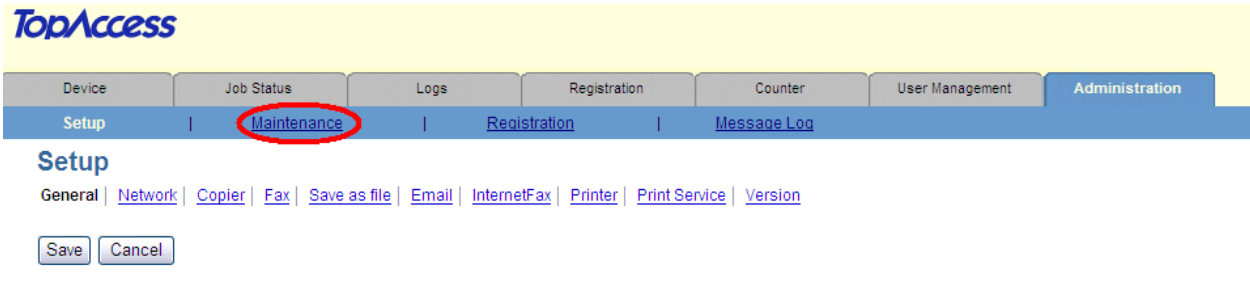 TopAccess
Device Job Status Logs Registration Counter User Management Administration
Setup | Maintenance | Registration | Message Log
Setup
General | Network | Copier | Fax | Save as file | Email | InternetFax | Printer | Print Service | Version
Save Cancel